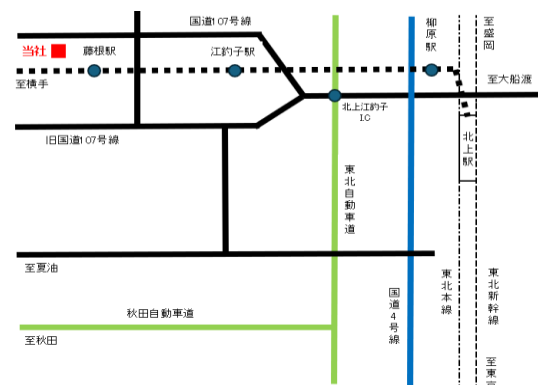 国道107号線
柳原駅
至盛岡
当社
藤根駅
江釣子駅
至横手
至大船渡
北上江釣子
IC
旧国道107号線
北上駅
東北自動車道
至夏油
東北本線
東北新幹線
国道4号線
秋田自動車道
至秋田
至東京